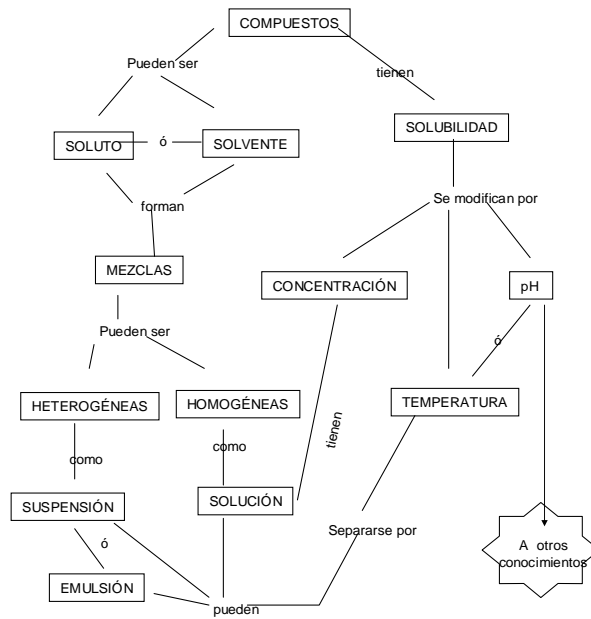 COMPUESTOS
Pueden ser
tienen
SOLUTO
ó
SOLVENTE
SOLUBILIDAD
forman
Se modifican por
MEZCLAS
CONCENTRACIÓN
pH
Pueden ser
ó
HETEROGÉNEAS
HOMOGÉNEAS
TEMPERATURA
tienen
como
como
SUSPENSIÓN
SOLUCIÓN
Separarse por
ó
A otros
conocimientos
EMULSIÓN
pueden